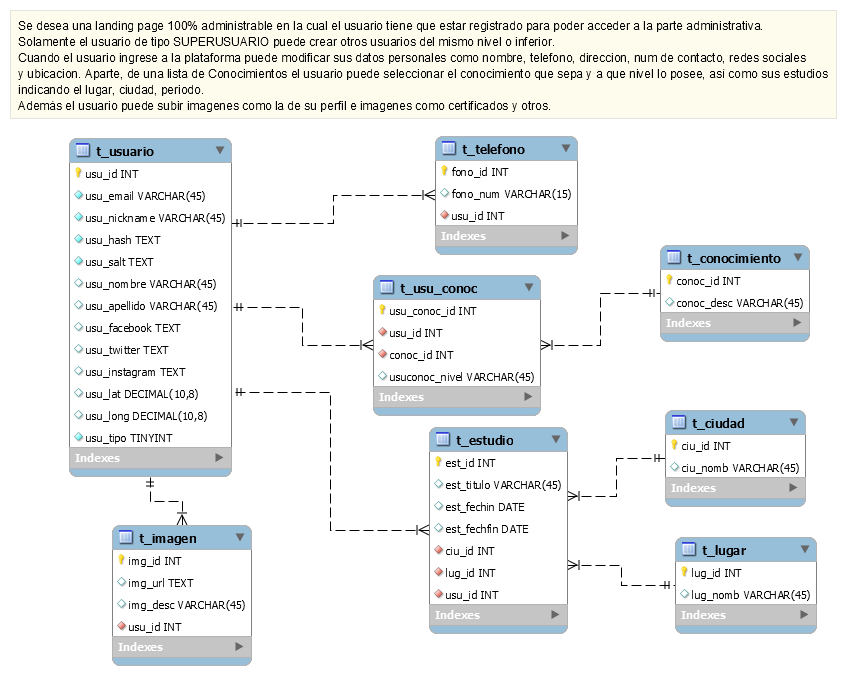 Se desea una landing page 100% administrable en la cual el usuario tiene que estar registrado para poder acceder a la parte administrativa.
Solamente el usuario de tipo SUPERUSUARIO puede crear otros usuarios del mismo nivel o inferior.
Cuando el usuario ingrese a la plataforma puede modificar sus datos personales como nombre, telefono, direccion, num de contacto, redes sociales
y ubicacion. Aparte, de una lista de Conocimientos el usuario puede seleccionar el conocimiento que sepa y a que nivel lo posee, asi como sus estudios
indicando el lugar, ciudad, periodo.
Además el usuario puede subir imagenes como la de su perfil e imagenes como certificados y otros.
t_usuario
usu_id INT
usu_email VARCHAR(45)
usu_nickname VARCHAR(45)
usu_hash TEXT
usu_salt TEXT
usu_nombre VARCHAR(45)
usu_apellido VARCHAR(45)
usu_facebook TEXT
usu_twitter TEXT
usu_instagram TEXT
usu_lat DECIMAL(10,8)
usu_long DECIMAL(10,8)
usu_tipo TINYINT
Indexes
t_telefono
fono_id INT
fono_num VARCHAR(15)
usu_id INT
Indexes
t_usu_conoc
usu_conoc_id INT
usu_id INT
conoc_id INT
usuconoc_nivel VARCHAR(45)
Indexes
t_conocimiento
conoc_id INT
conoc_desc VARCHAR(45)
Indexes
t_estudio
est_id INT
est_titulo VARCHAR(45)
est_fechin DATE
est_fechfin DATE
ciu_id INT
lug_id INT
usu_id INT
Indexes
t_ciudad
ciu_id INT
ciu_nomb VARCHAR(45)
Indexes
t_lugar
lug_id INT
lug_nomb VARCHAR(45)
Indexes
t_imagen
img_id INT
img_url TEXT
img_desc VARCHAR(45)
usu_id INT
Indexes